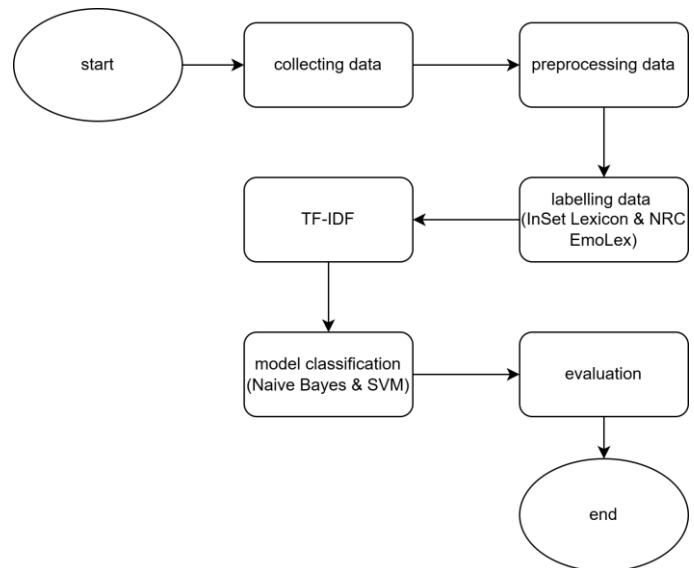 start
collecting data
preprocessing data
labelling data
(InSet Lexicon & NRC
EmoLex)
TF-IDF
model classification
(Naive Bayes & SVM)
evaluation
end